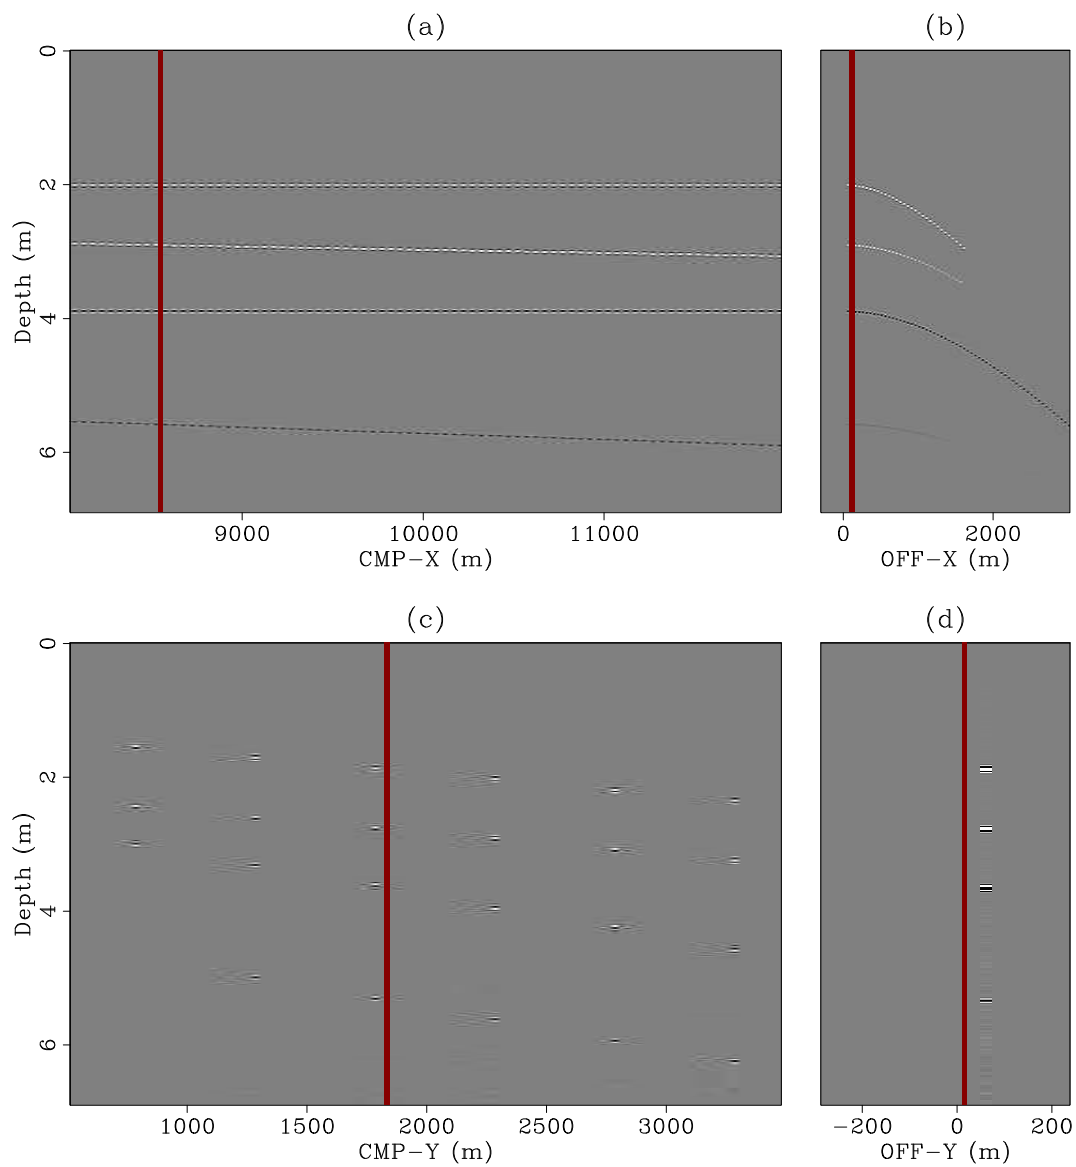 (a) (b)
0
2
4
6
Depth (m)
9000 10000 11000 0 2000
CMP-X (m) OFF-X (m)
(c) (d)
0
2
4
6
Depth (m)
1000 1500 2000 2500 3000 -200 0 200
CMP-Y (m) OFF-Y (m)